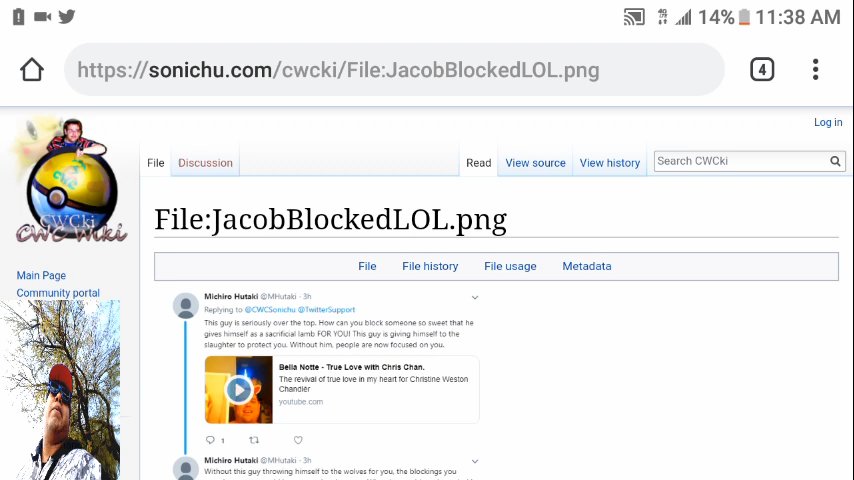 4G
LTE
14%
11:38 AM
https://sonichu.com/cwcki/File:JacobBlockedLOL.png
4
Log in
File
Discussion
Read
View source
View history
Search CWCki
CWCki
CWC Wiki
Main Page
Community portal
File:JacobBlockedLOL.png
File
File history
File usage
Metadata
Michiro Hutaki @MHutaki · 3h
Replying to @CWCSonichu @TwitterSupport
This guy is seriously over the top. How can you block someone so sweet that he
gives himself as a sacrificial lamb FOR YOU! This guy is giving himself to the
slaughter to protect you. Without him, people are now focused on you.
Bella Notte - True Love with Chris Chan.
The revival of true love in my heart for Christine Weston
Chandler
youtube.com
1
Michiro Hutaki @MHutaki · 3h
Without this guy throwing himself to the wolves for you, the blockings you